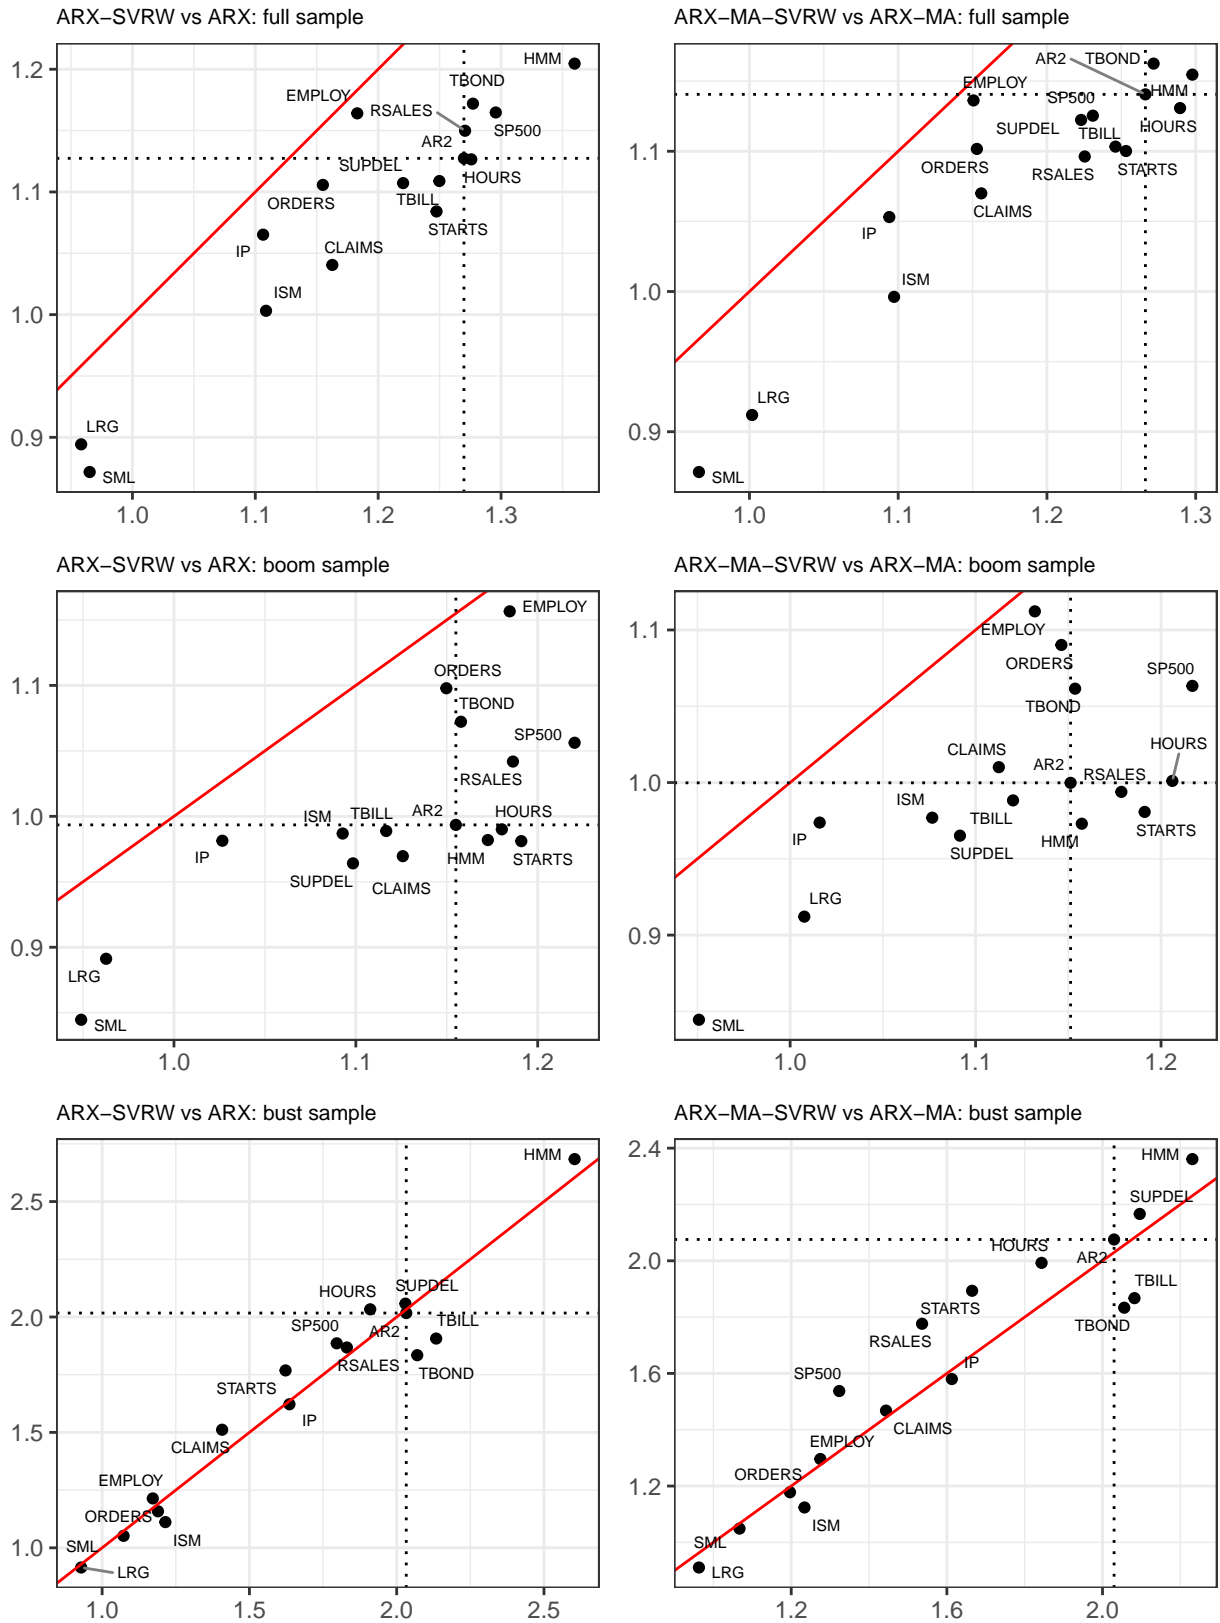 ARX−SVRW vs ARX: full sample
HMM
TBOND
EMPLOY
RSALES
SP500
AR2
SUPDEL
HOURS
ORDERS
TBILL
STARTS
IP
CLAIMS
ISM
LRG
SML
1.2
1.1
1.0
0.9
1.0
1.1
1.2
1.3
ARX−MA−SVRW vs ARX−MA: full sample
AR2
TBOND
EMPLOY
HMM
SP500
SUPDEL
TBILL
HOURS
ORDERS
RSALES
STARTS
CLAIMS
IP
ISM
LRG
SML
1.1
1.0
0.9
1.0
1.1
1.2
1.3
ARX−SVRW vs ARX: boom sample
EMPLOY
ORDERS
TBOND
SP500
RSALES
ISM
TBILL
AR2
HOURS
IP
HMM
STARTS
SUPDEL
CLAIMS
LRG
SML
1.1
1.0
0.9
1.0
1.1
1.2
ARX−MA−SVRW vs ARX−MA: boom sample
EMPLOY
ORDERS
SP500
TBOND
CLAIMS
HOURS
AR2
RSALES
ISM
TBILL
IP
HMM
STARTS
SUPDEL
LRG
SML
1.1
1.0
0.9
1.0
1.1
1.2
ARX−SVRW vs ARX: bust sample
HMM
HOURS
SUPDEL
SP500
AR2
TBILL
RSALES
TBOND
STARTS
IP
CLAIMS
EMPLOY
ORDERS
ISM
SML
LRG
2.5
2.0
1.5
1.0
1.0
1.5
2.0
2.5
ARX−MA−SVRW vs ARX−MA: bust sample
HMM
SUPDEL
HOURS
AR2
TBILL
STARTS
TBOND
RSALES
IP
SP500
CLAIMS
EMPLOY
ORDERS
ISM
SML
LRG
2.4
2.0
1.6
1.2
1.2
1.6
2.0